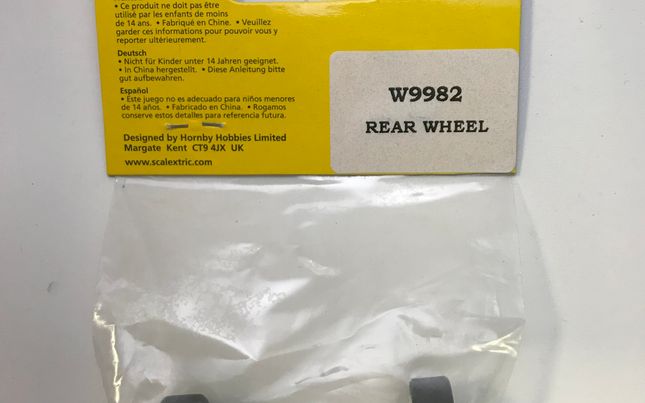 • Ce produit ne doit pas être
utilisé par les enfants de moins
de 14 ans. • Fabriqué en Chine. • Veuillez
garder ces informations pour pouvoir vous y
reporter ultérieurement.
Deutsch
• Nicht für Kinder unter 14 Jahren geeignet.
• In China hergestellt. • Diese Anleitung bitte
gut aufbewahren.
Español
• Este juego no es adecuado para niños menores
de 14 años. • Fabricado en China. • Rogamos
conserve estos detalles para referencia futura.
Designed by Hornby Hobbies Limited
Margate Kent CT9 4JX UK
www.scalextric.com
W9982
REAR WHEEL